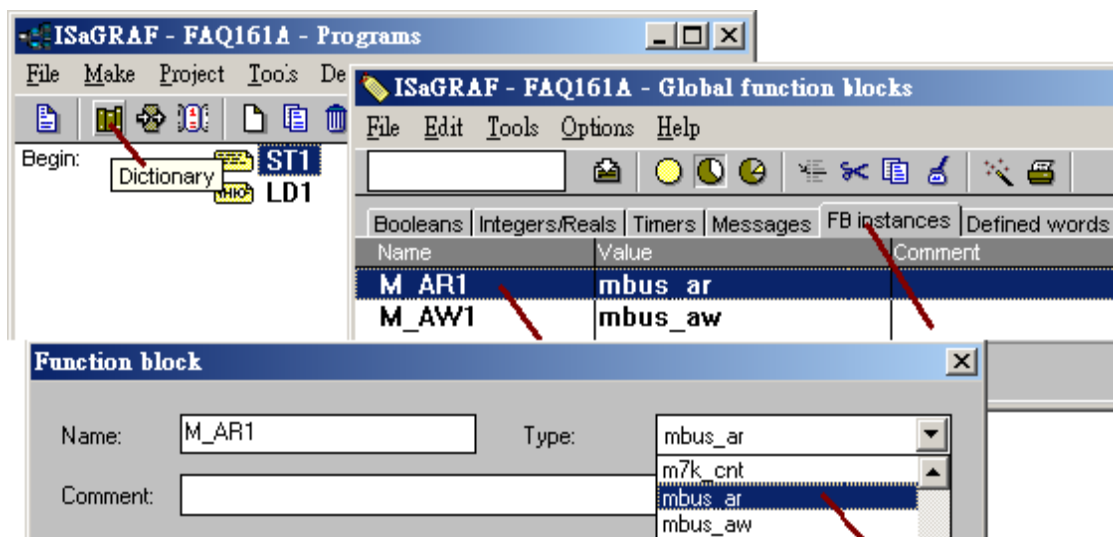 ISaGRAF - FAQ161A - Programs
File Make Project Tools De
Begin:
ST1
LD1
Dictionary
ISaGRAF - FAQ161A - Global function blocks
File Edit Tools Options Help
Booleans Integers/Reals Timers Messages FB instances Defined words
Name Value Comment
M_AR1 mbus_ar
M_AW1 mbus_aw
Function block
Name: M_AR1 Type: mbus_ar
m7k_cnt
Comment: mbus_ar
mbus_aw